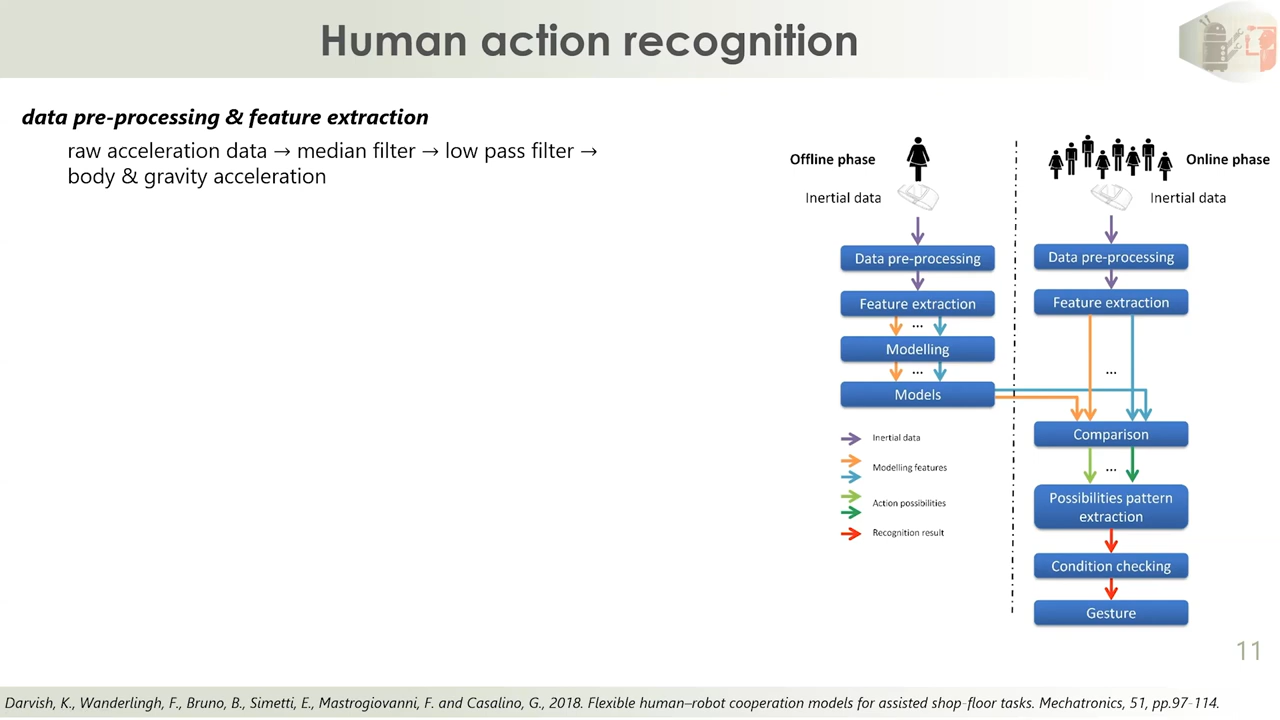 Human action recognition
data pre-processing & feature extraction
raw acceleration data → median filter → low pass filter →
body & gravity acceleration
Offline phase
Inertial data
Data pre-processing
Feature extraction
...
Modelling
...
Models
Inertial data
Modelling features
Action possibilities
Recognition result
Online phase
Inertial data
Data pre-processing
Feature extraction
...
Comparison
...
Possibilities pattern
extraction
Condition checking
Gesture
11
Darvish, K., Wanderlingh, F., Bruno, B., Simetti, E., Mastrogiovanni, F. and Casalino, G., 2018. Flexible human–robot cooperation models for assisted shop-floor tasks. Mechatronics, 51, pp.97-114.